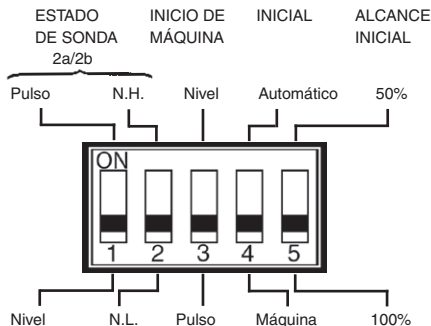 ESTADO INICIO DE INICIAL ALCANCE
DE SONDA MÁQUINA INICIAL
2a/2b
Pulso N.H. Nivel Automático 50%
ON
1 2 3 4 5
Nivel N.L. Pulso Máquina 100%